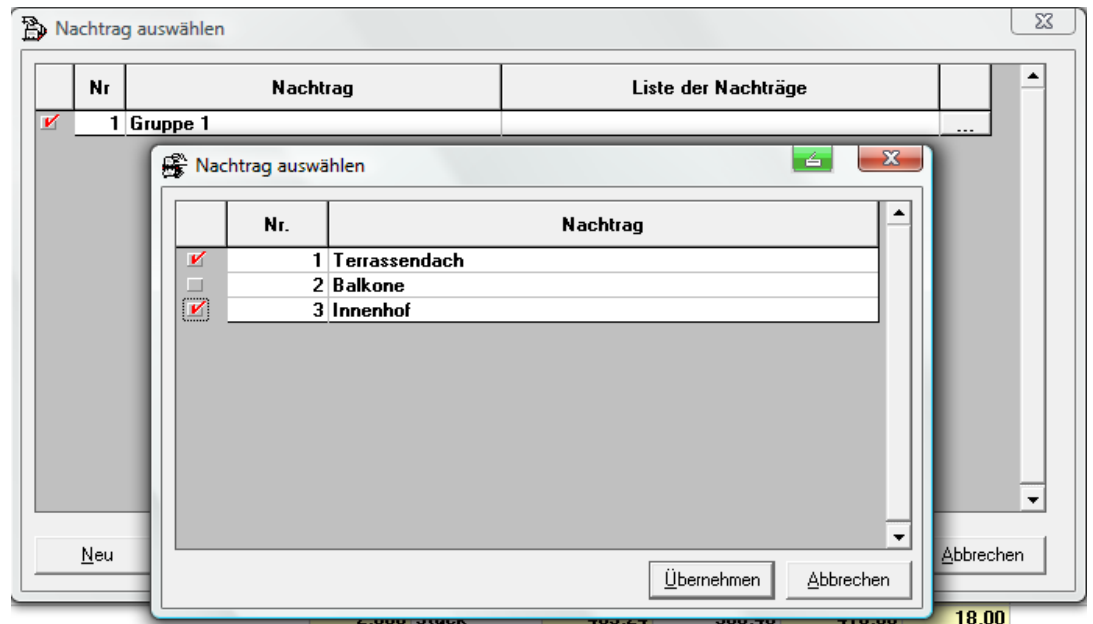 Nachtrag auswählen
Nr Nachtrag Liste der Nachträge
1 Gruppe 1 ...
Nachtrag auswählen
Nr. Nachtrag
1 Terrassendach
2 Balkone
3 Innenhof
Neu Abbrechen
Übernehmen Abbrechen
18.00